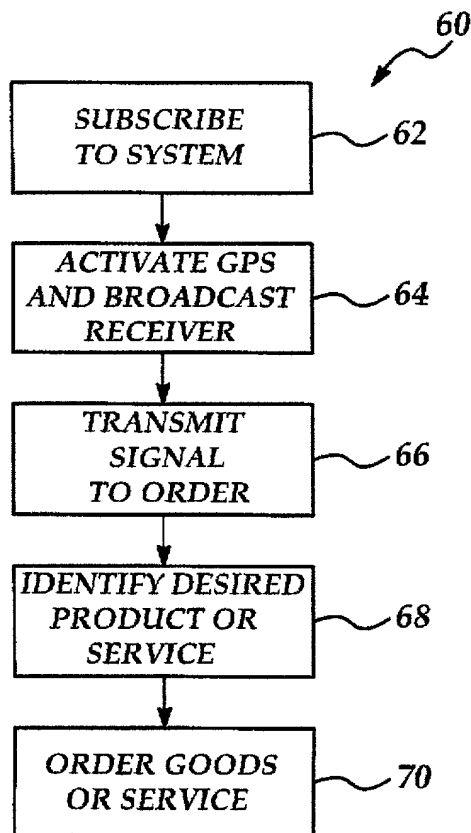 60
SUBSCRIBE
TO SYSTEM
62
ACTIVATE GPS
AND BROADCAST
RECEIVER
64
TRANSMIT
SIGNAL
TO ORDER
66
IDENTIFY DESIRED
PRODUCT OR
SERVICE
68
ORDER GOODS
OR SERVICE
70